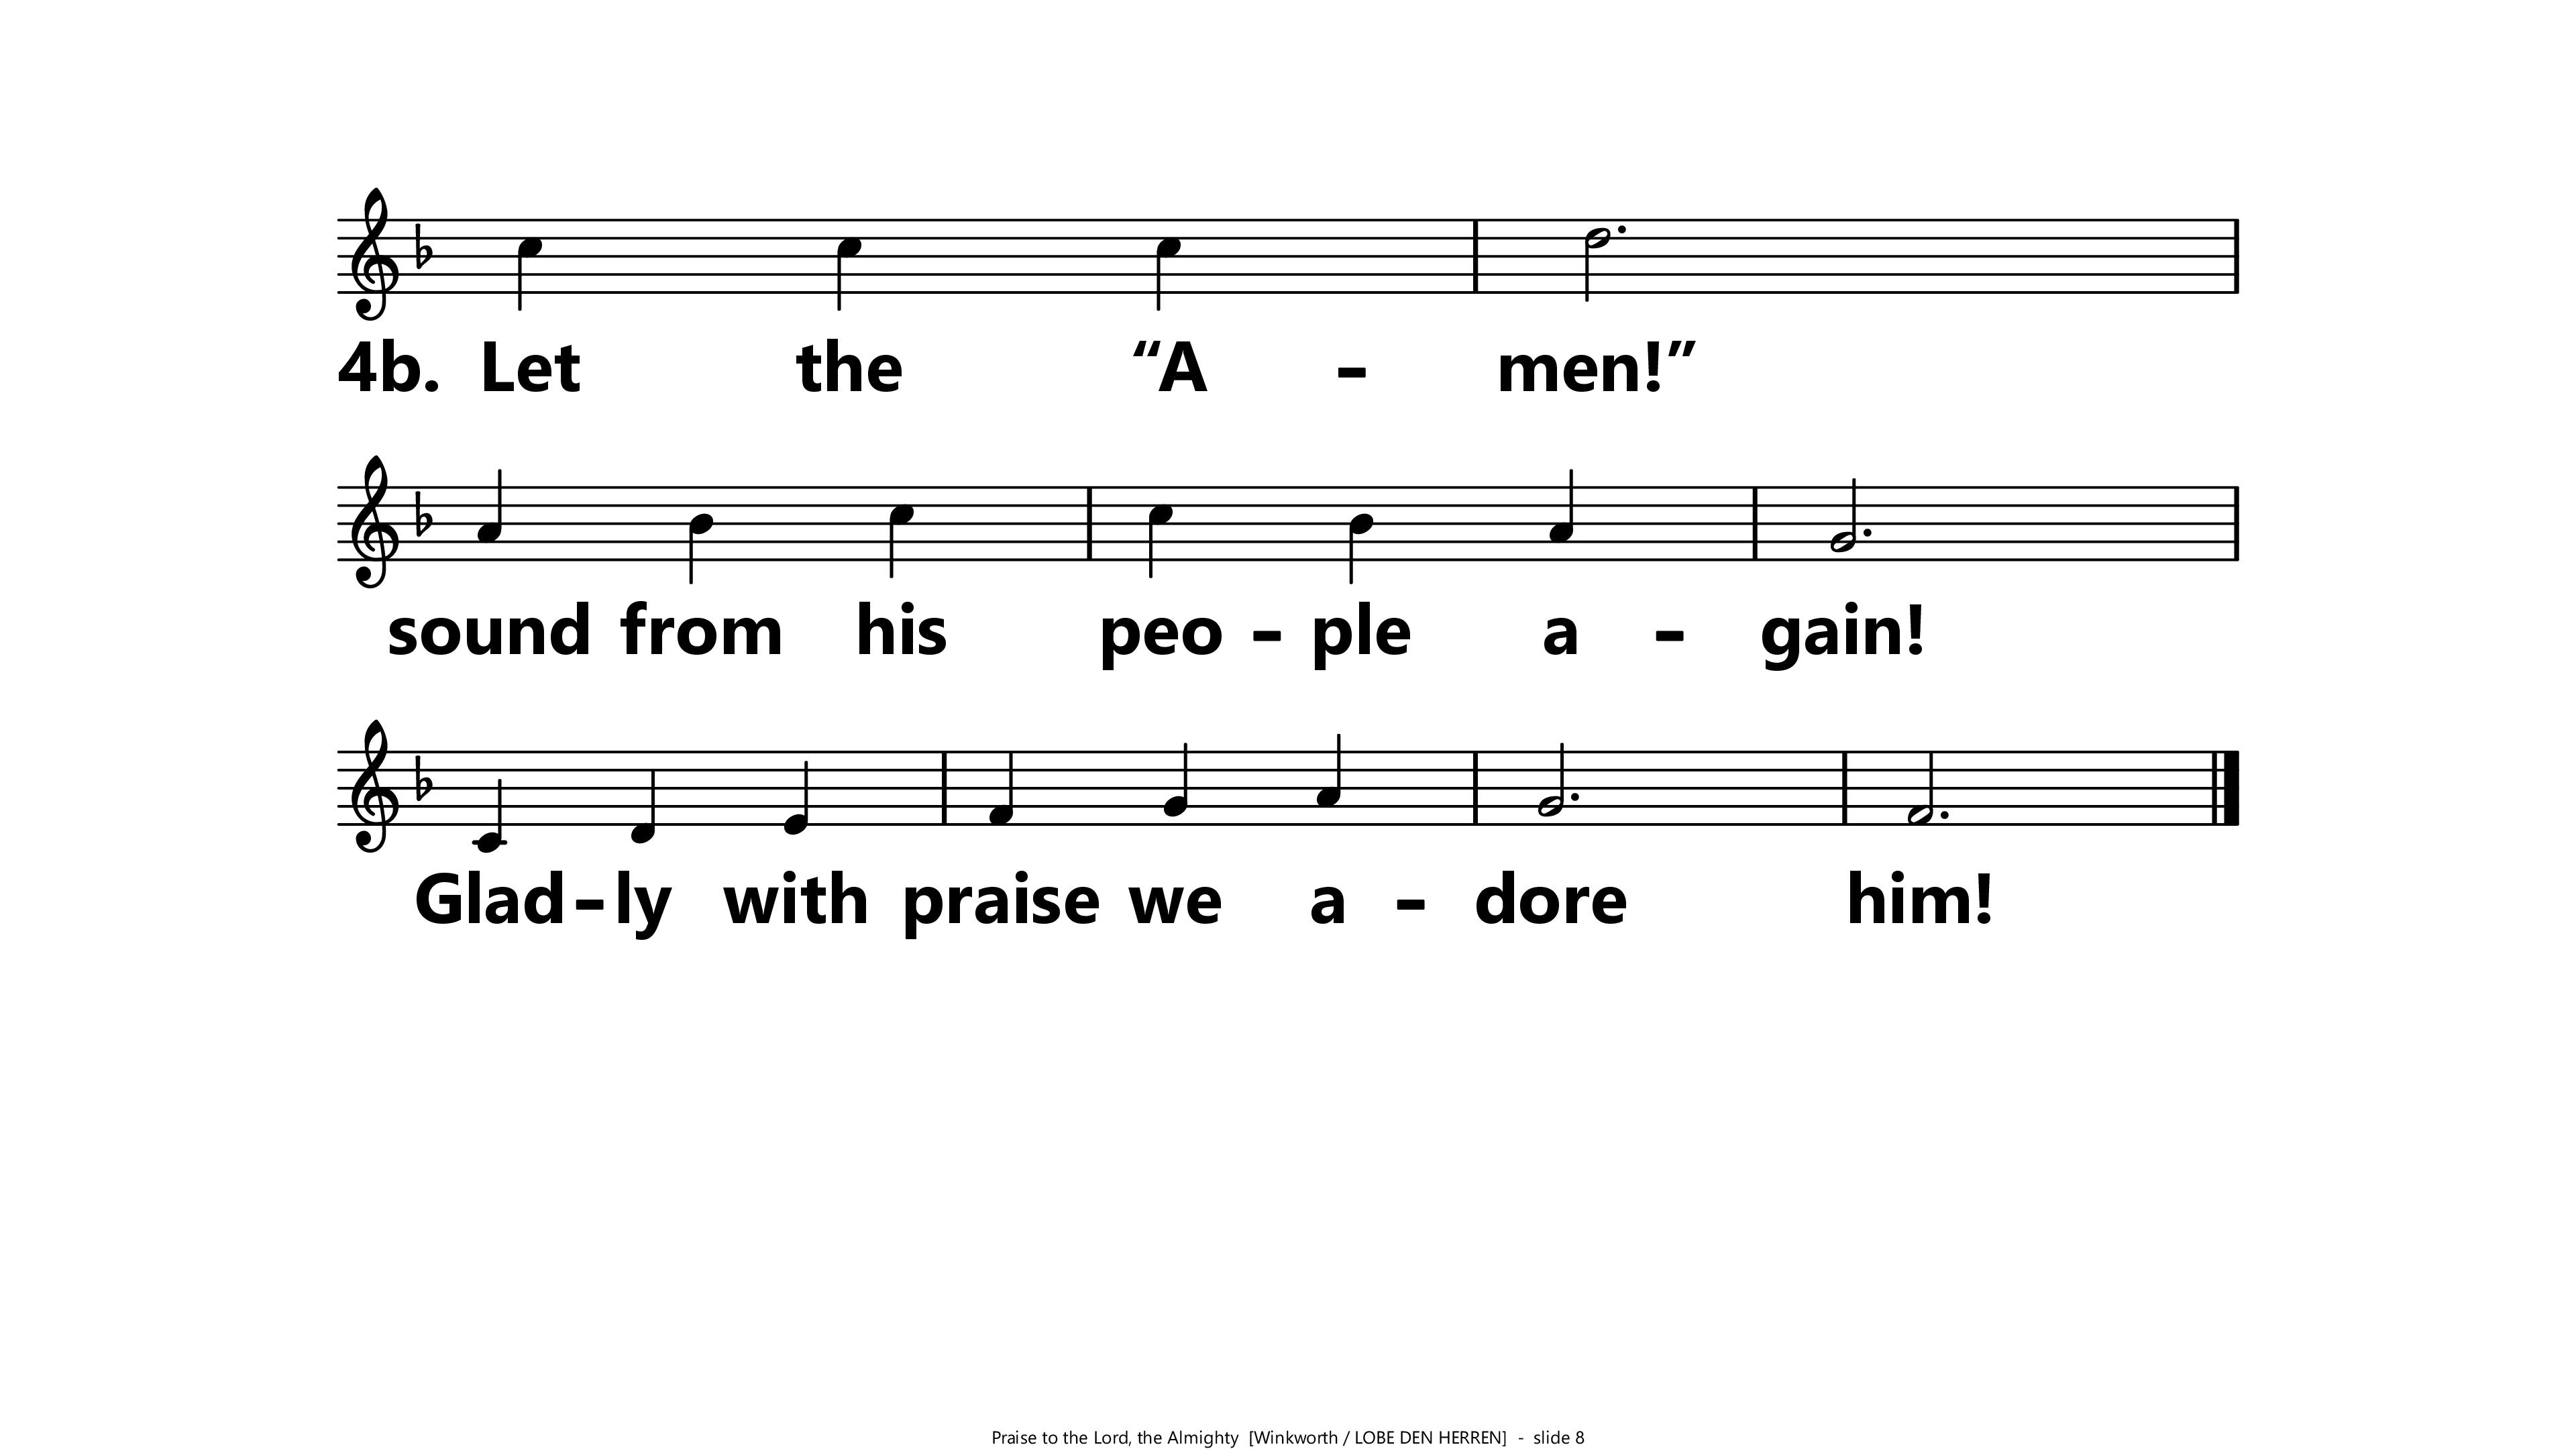 4b. Let the “A - men!”
sound from his peo - ple a - gain!
Glad - ly with praise we a - dore him!
Praise to the Lord, the Almighty [Winkworth / LOBE DEN HERREN] - slide 8